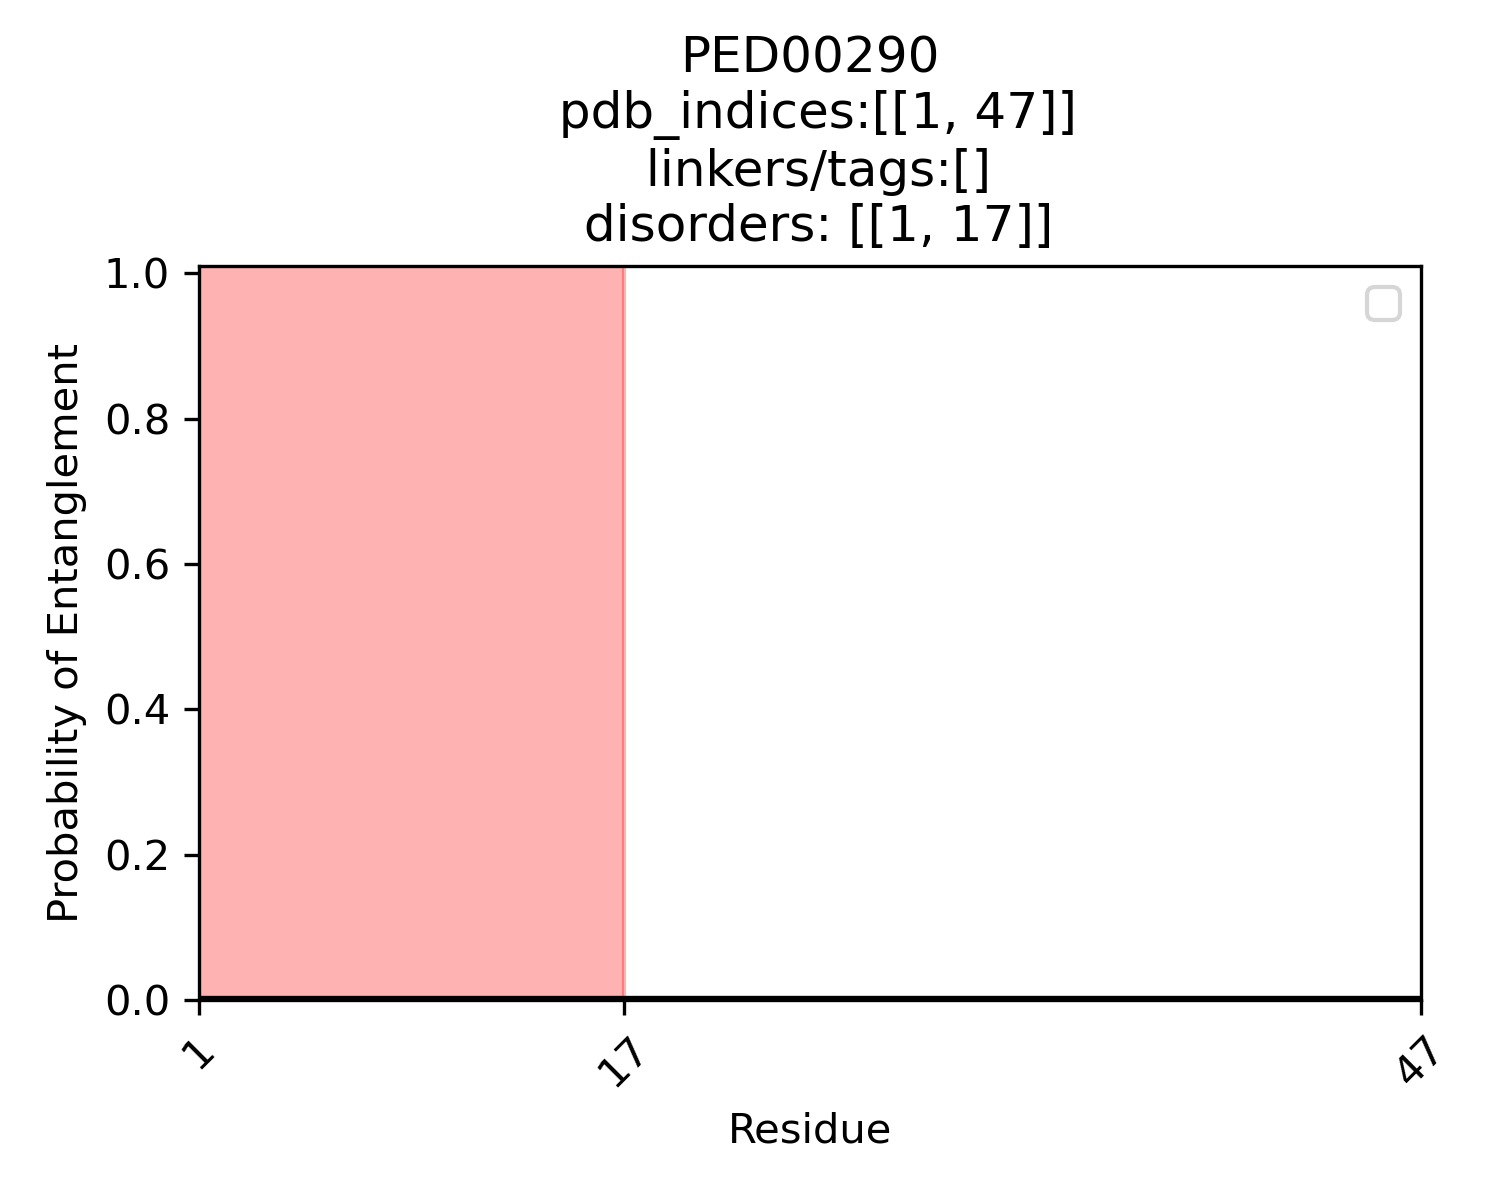 PED00290
pdb_indices:[[1, 47]]
linkers/tags:[]
disorders: [[1, 17]]
1.0
0.8
0.6
0.4
0.2
0.0
Probability of Entanglement
1
17
47
Residue